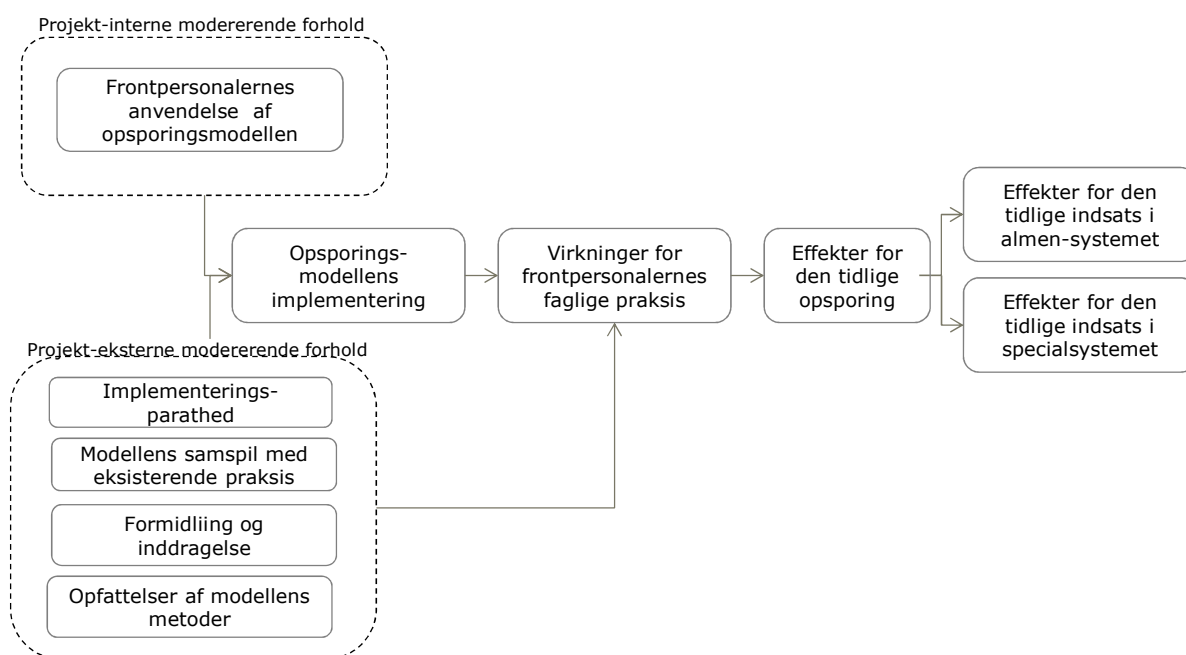 Projekt-interne modererende forhold
Frontpersonalernes
anvendelse af
opsporingsmodellen
Opsporings-
modellens
implementering
Virkninger for
frontpersonalernes
faglige praksis
Effekter for
den tidlige
opsporing
Effekter for den
tidlige indsats i
almen-systemet
Effekter for den
tidlige indsats i
specialsystemet
Projekt-eksterne modererende forhold
Implementerings-
parathed
Modellens samspil med
eksisterende praksis
Formidliing og
inddragelse
Opfattelser af modellens
metoder